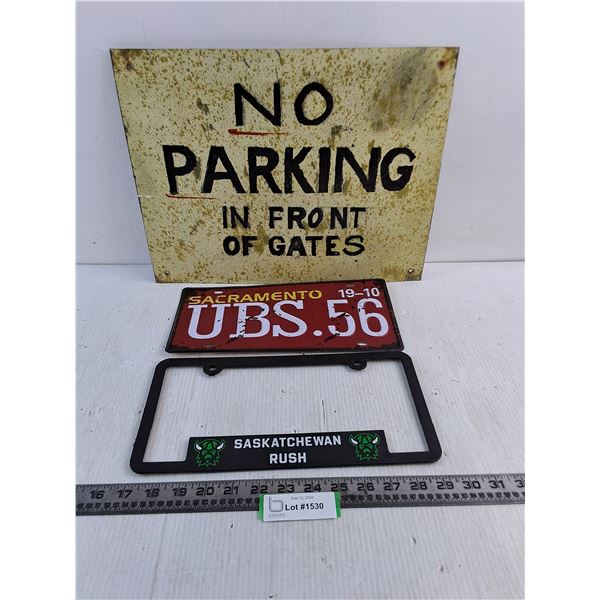 NO
PARKING
IN FRONT
OF GATES
SACRAMENTO 19-10
UBS.56
SASKATCHEWAN
RUSH
16 17 18 19 20 21 22 23 24 25 26 27 28 29 30 31
Lot #1530